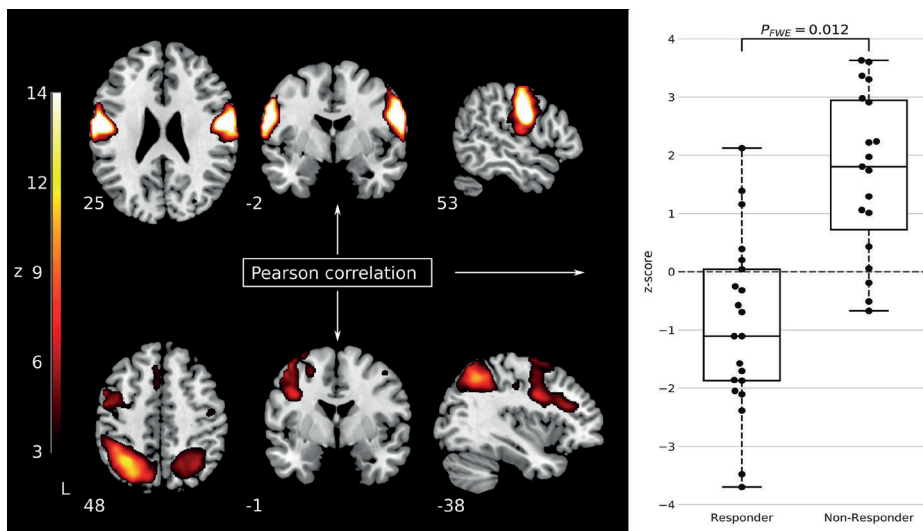 14
12
z 9
6
3
L
25
-2
53
Pearson correlation
48
-1
-38
P_FWE = 0.012
z-score
4
3
2
1
0
−1
−2
−3
−4
Responder
Non-Responder